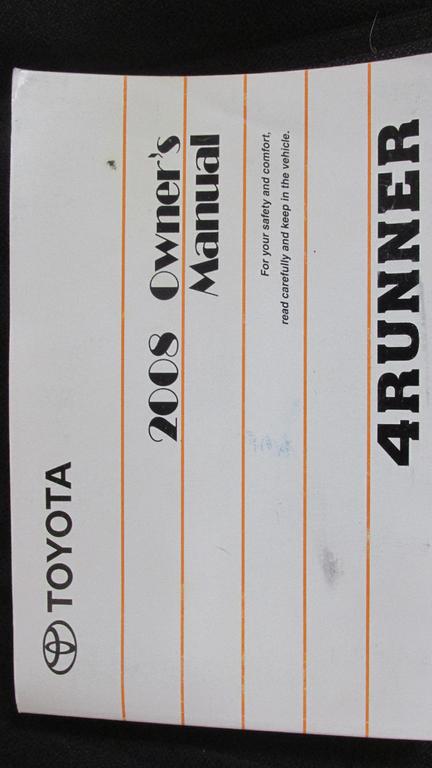 TOYOTA
2008 Owner's
Manual
For your safety and comfort,
read carefully and keep in the vehicle.
4RUNNER